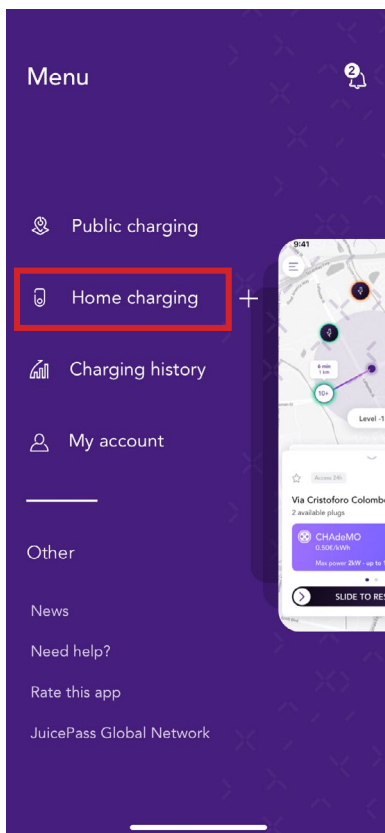 Menu
2
Public charging
Home charging
+
Charging history
My account
Other
News
Need help?
Rate this app
JuicePass Global Network
9:41
6 min
1 km
10+
Level -1
Access 24h
Via Cristoforo Colombo
2 available plugs
CHAdeMO
0.50€/kWh
Max power 2kW - up to 1
SLIDE TO RES